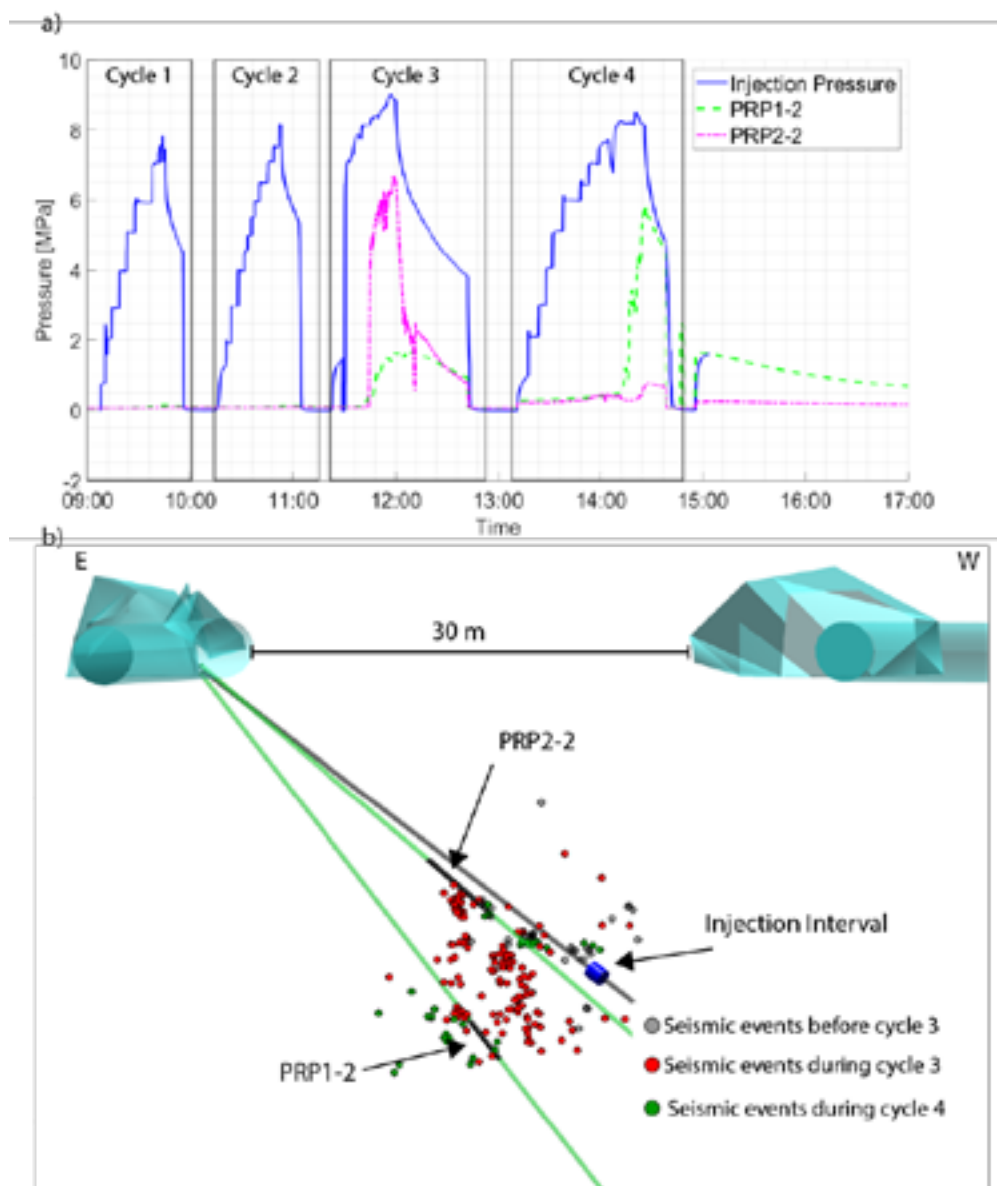 a)
10
Cycle 1
Cycle 2
Cycle 3
Cycle 4
Injection Pressure
PRP1-2
PRP2-2
8
6
4
2
0
-2
Pressure [MPa]
09:00
10:00
11:00
12:00
13:00
14:00
15:00
16:00
17:00
Time
b)
E
W
30 m
PRP2-2
Injection Interval
PRP1-2
Seismic events before cycle 3
Seismic events during cycle 3
Seismic events during cycle 4